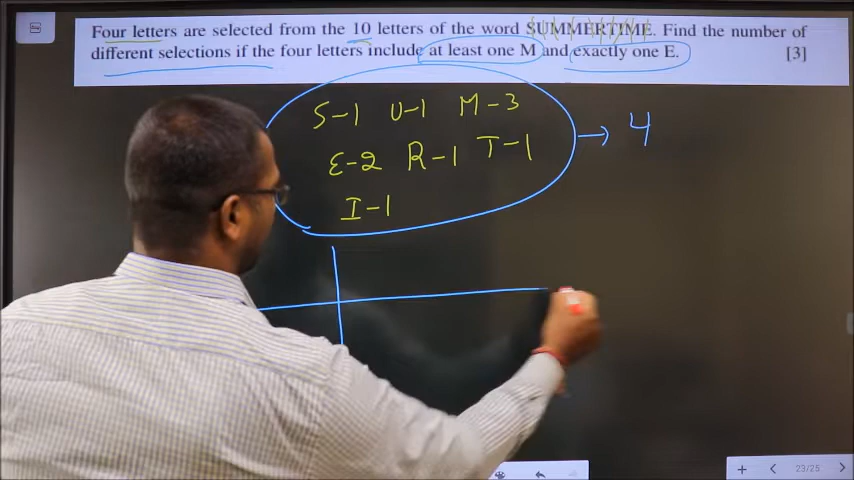 Four letters are selected from the 10 letters of the word SUMMERTIME. Find the number of
different selections if the four letters include at least one M and exactly one E. [3]
S-1 U-1 M-3 → 4
E-2 R-1 T-1
I-1
23/25